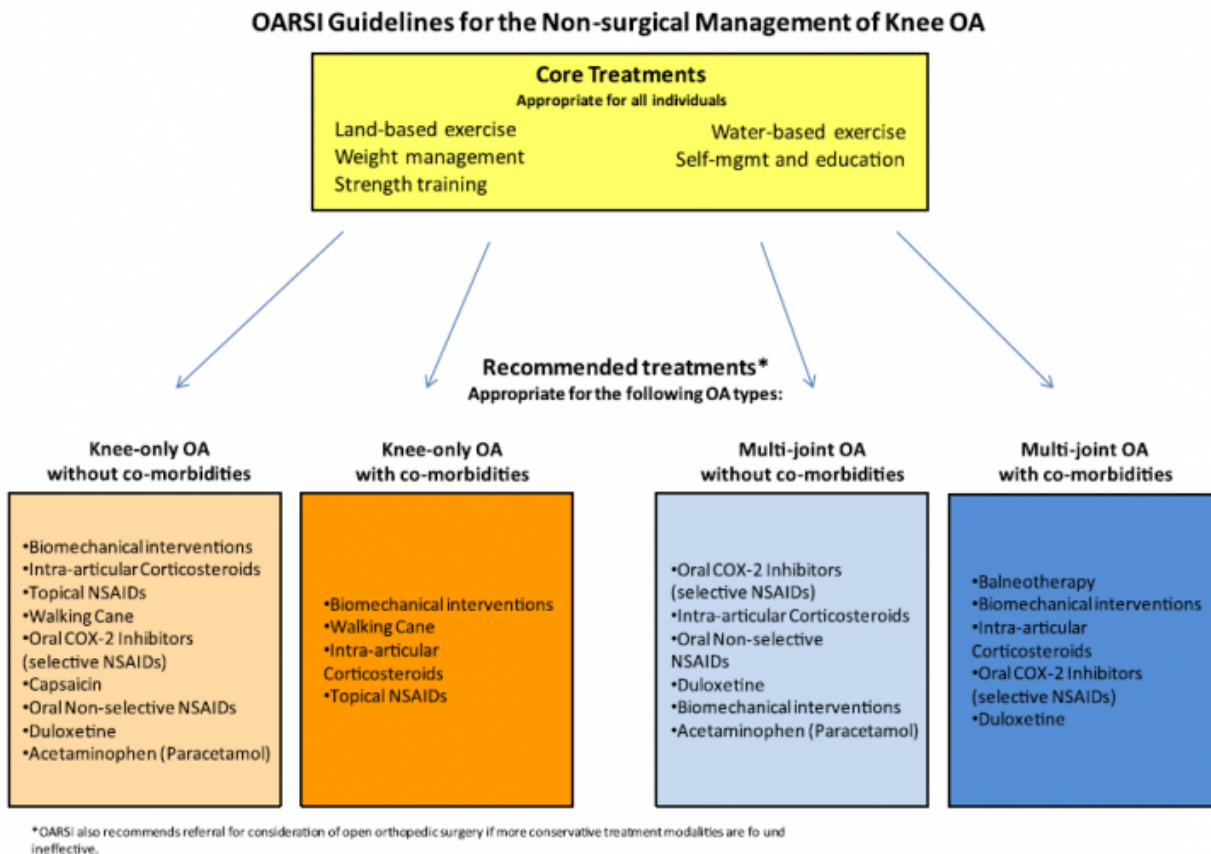 OARSI Guidelines for the Non-surgical Management of Knee OA
Core Treatments
Appropriate for all individuals
Land-based exercise
Weight management
Strength training
Water-based exercise
Self-mgmt and education
Recommended treatments*
Appropriate for the following OA types:
Knee-only OA
without co-morbidities
•Biomechanical interventions
•Intra-articular Corticosteroids
•Topical NSAIDs
•Walking Cane
•Oral COX-2 Inhibitors
(selective NSAIDs)
•Capsaicin
•Oral Non-selective NSAIDs
•Duloxetine
•Acetaminophen (Paracetamol)
Knee-only OA
with co-morbidities
•Biomechanical interventions
•Walking Cane
•Intra-articular
Corticosteroids
•Topical NSAIDs
Multi-joint OA
without co-morbidities
•Oral COX-2 Inhibitors
(selective NSAIDs)
•Intra-articular Corticosteroids
•Oral Non-selective
NSAIDs
•Duloxetine
•Biomechanical interventions
•Acetaminophen (Paracetamol)
Multi-joint OA
with co-morbidities
•Balneotherapy
•Biomechanical interventions
•Intra-articular
Corticosteroids
•Oral COX-2 Inhibitors
(selective NSAIDs)
•Duloxetine
*OARSI also recommends referral for consideration of open orthopedic surgery if more conservative treatment modalities are fo und
ineffective.